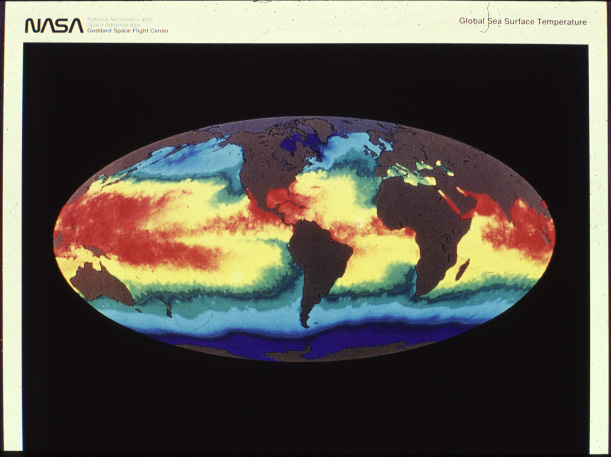 NASA
National Aeronautics and
Space Administration
Goddard Space Flight Center
Global Sea Surface Temperature